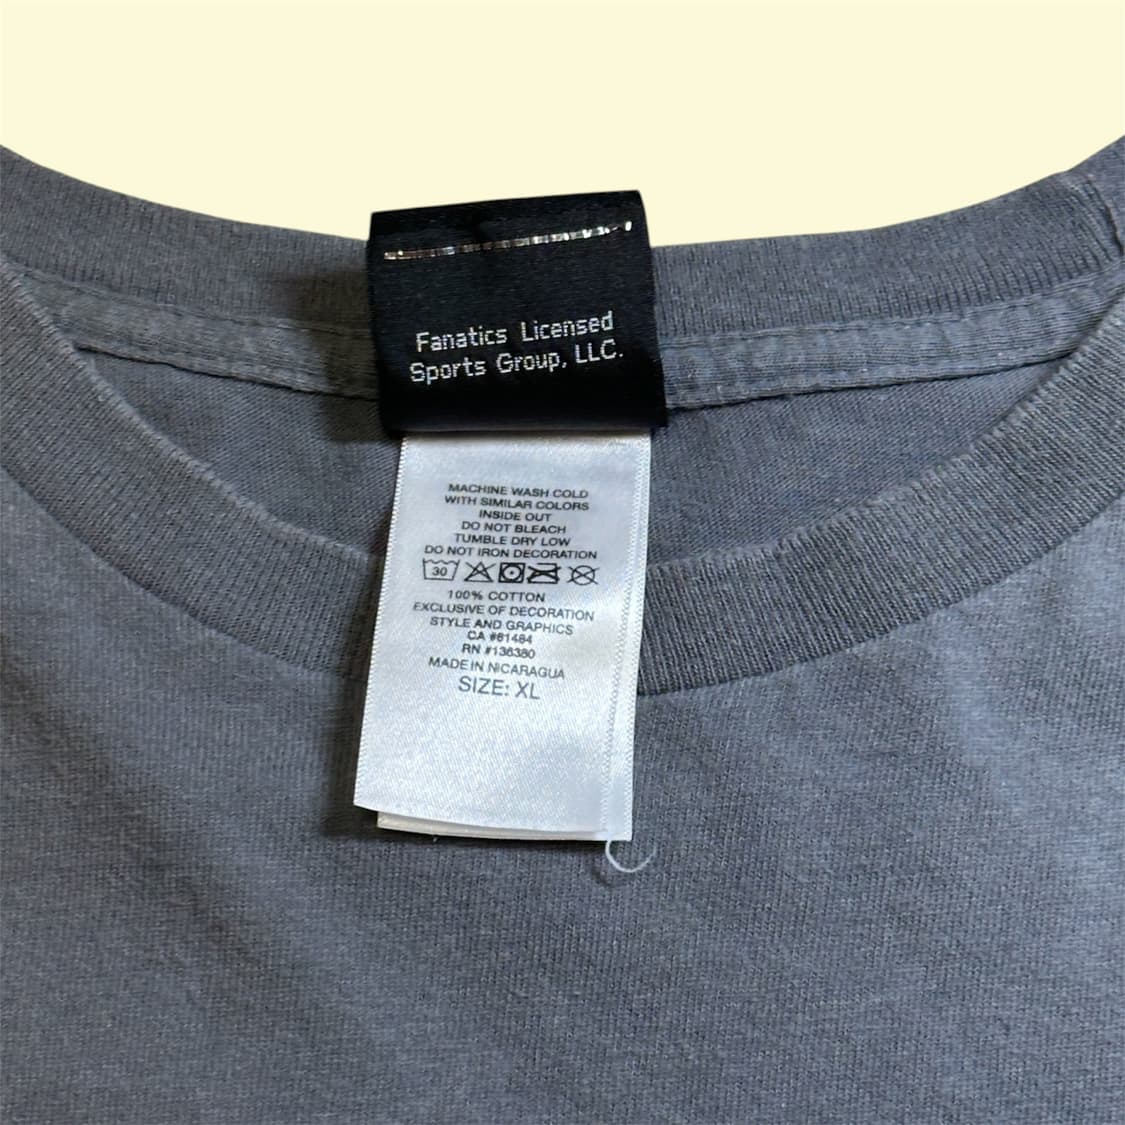 Fanatics Licensed
Sports Group, LLC.
MACHINE WASH COLD
WITH SIMILAR COLORS
INSIDE OUT
DO NOT BLEACH
TUMBLE DRY LOW
DO NOT IRON DECORATION
30
100% COTTON
EXCLUSIVE OF DECORATION
STYLE AND GRAPHICS
CA #61484
RN #136380
MADE IN NICARAGUA
SIZE: XL